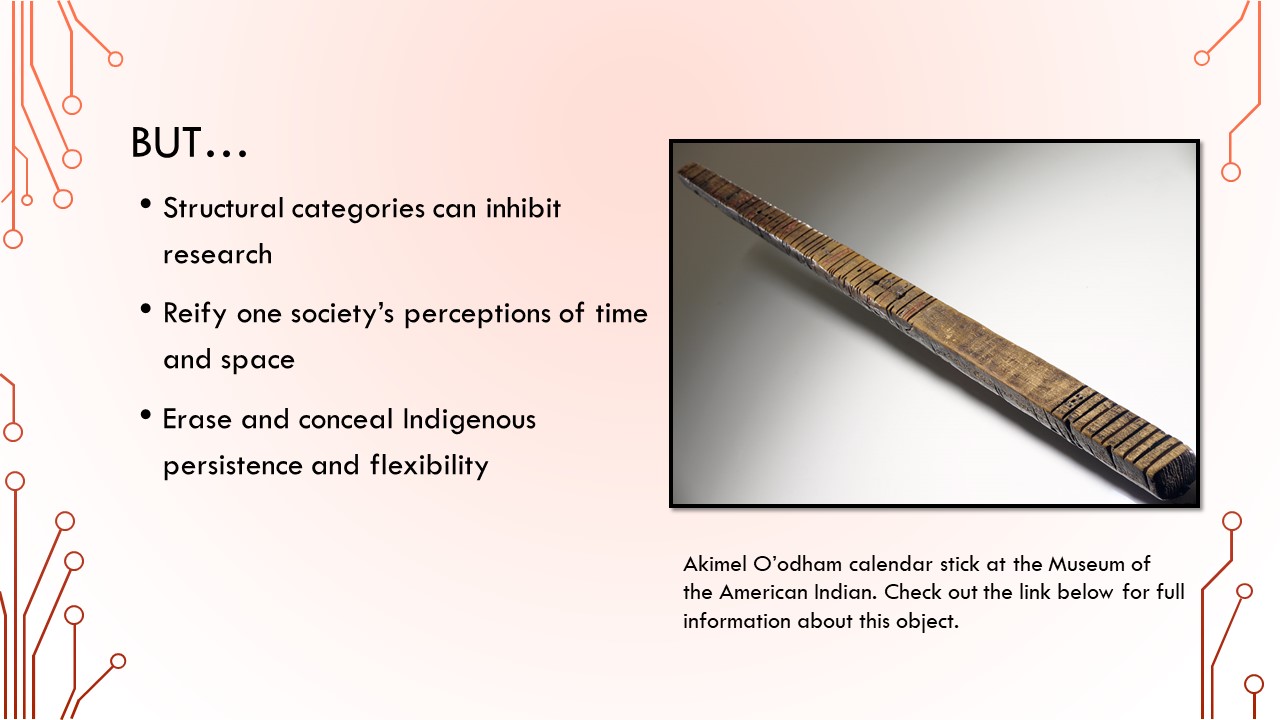 BUT…
• Structural categories can inhibit
research
• Reify one society’s perceptions of time
and space
• Erase and conceal Indigenous
persistence and flexibility
Akimel O’odham calendar stick at the Museum of
the American Indian. Check out the link below for full
information about this object.